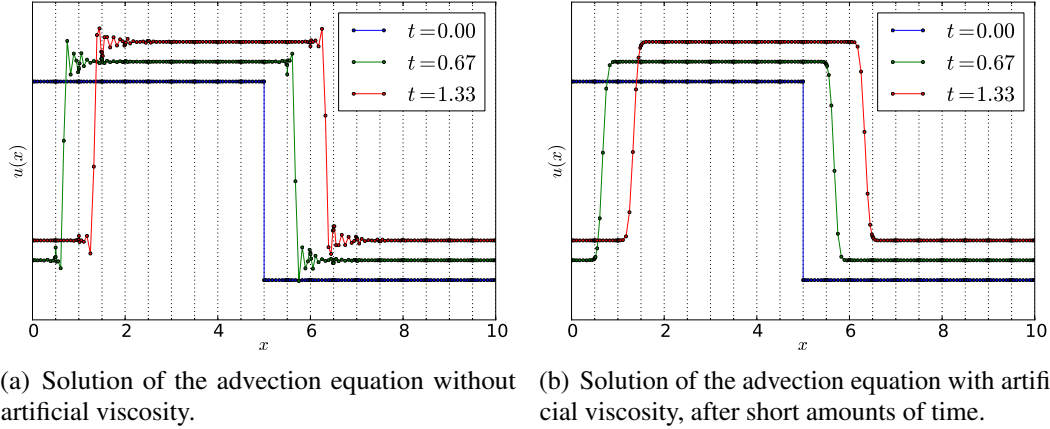 t=0.00
t=0.67
t=1.33
u(x)
0 2 4 6 8 10
x
t=0.00
t=0.67
t=1.33
u(x)
0 2 4 6 8 10
x
(a) Solution of the advection equation without
artificial viscosity.
(b) Solution of the advection equation with artifi
cial viscosity, after short amounts of time.